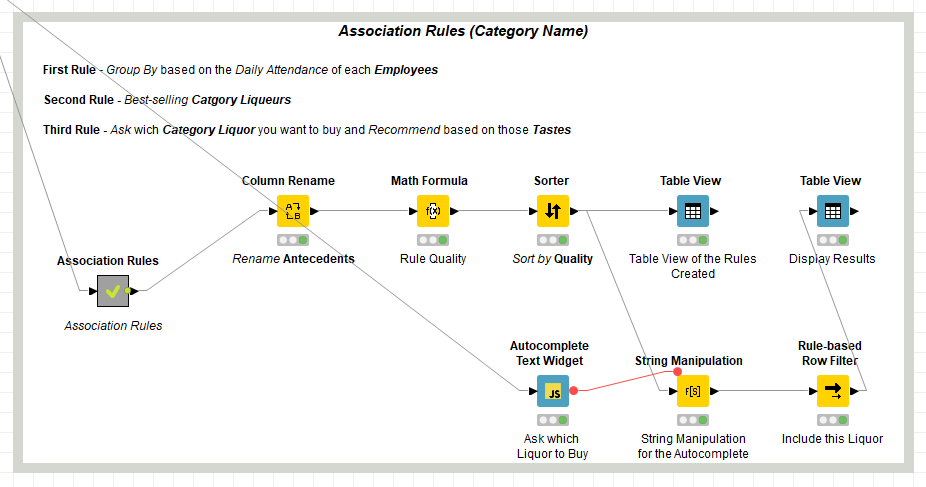 Association Rules (Category Name)
First Rule - Group By based on the Daily Attendance of each Employees
Second Rule - Best-selling Catgory Liqueurs
Third Rule - Ask wich Category Liquor you want to buy and Recommend based on those Tastes
Column Rename
Math Formula
Sorter
Table View
Table View
A
B
f(x)
Rename Antecedents
Rule Quality
Sort by Quality
Table View of the Rules
Created
Display Results
Association Rules
Association Rules
Autocomplete
Text Widget
String Manipulation
Rule-based
Row Filter
JS
F[S]
Ask which
Liquor to Buy
String Manipulation
for the Autocomplete
Include this Liquor